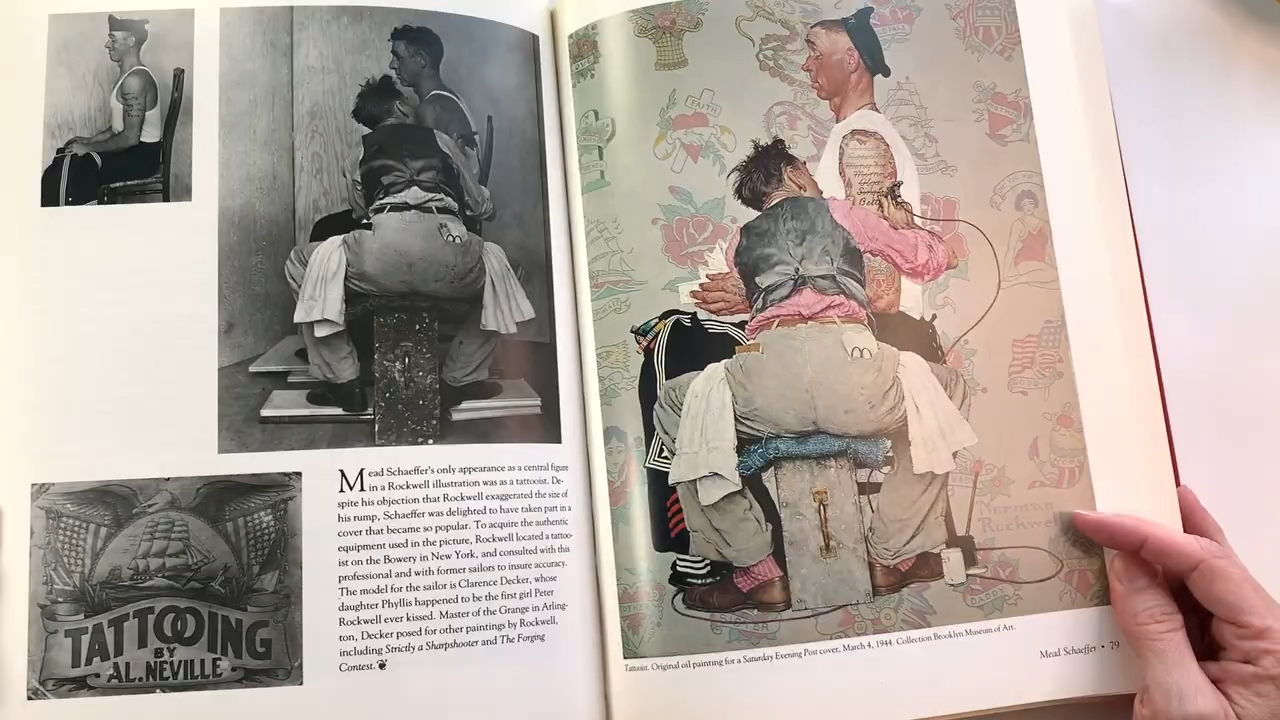 TATTOOING
BY
AL. NEVILLE
Mead Schaeffer's only appearance as a central figure
in a Rockwell illustration was as a tattooist. De-
spite his objection that Rockwell exaggerated the size of
his rump, Schaeffer was delighted to have taken part in a
cover that became so popular. To acquire the authentic
equipment used in the picture, Rockwell located a tattoo-
ist on the Bowery in New York, and consulted with this
professional and with former sailors to insure accuracy.
The model for the sailor is Clarence Decker, whose
daughter Phyllis happened to be the first girl Peter
Rockwell ever kissed. Master of the Grange in Arling-
ton, Decker posed for other paintings by Rockwell,
including Strictly a Sharpshooter and The Forging
Contest.
FAITH
MOTHER
Betty
Norman
Rockwell
DADDY
Tattooist. Original oil painting for a Saturday Evening Post cover, March 4, 1944. Collection Brooklyn Museum of Art.
Mead Schaeffer • 79